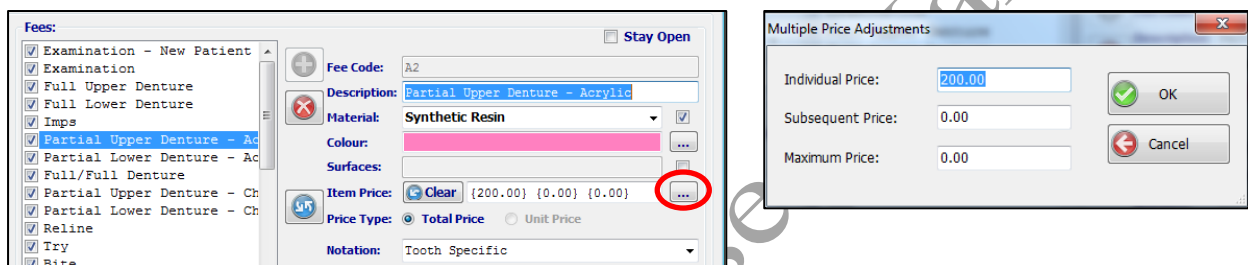 Fees:
Stay Open
Examination - New Patient
Examination
Full Upper Denture
Full Lower Denture
Imps
Partial Upper Denture - Ac
Partial Lower Denture - Ac
Full/Full Denture
Partial Upper Denture - Ch
Partial Lower Denture - Ch
Reline
Try
Bite
Fee Code: A2
Description: Partial Upper Denture - Acrylic
Material: Synthetic Resin
Colour: ...
Surfaces:
Item Price: Clear {200.00} {0.00} {0.00} ...
Price Type: Total Price Unit Price
Notation: Tooth Specific
Multiple Price Adjustments
Individual Price: 200.00
Subsequent Price: 0.00
Maximum Price: 0.00
OK
Cancel